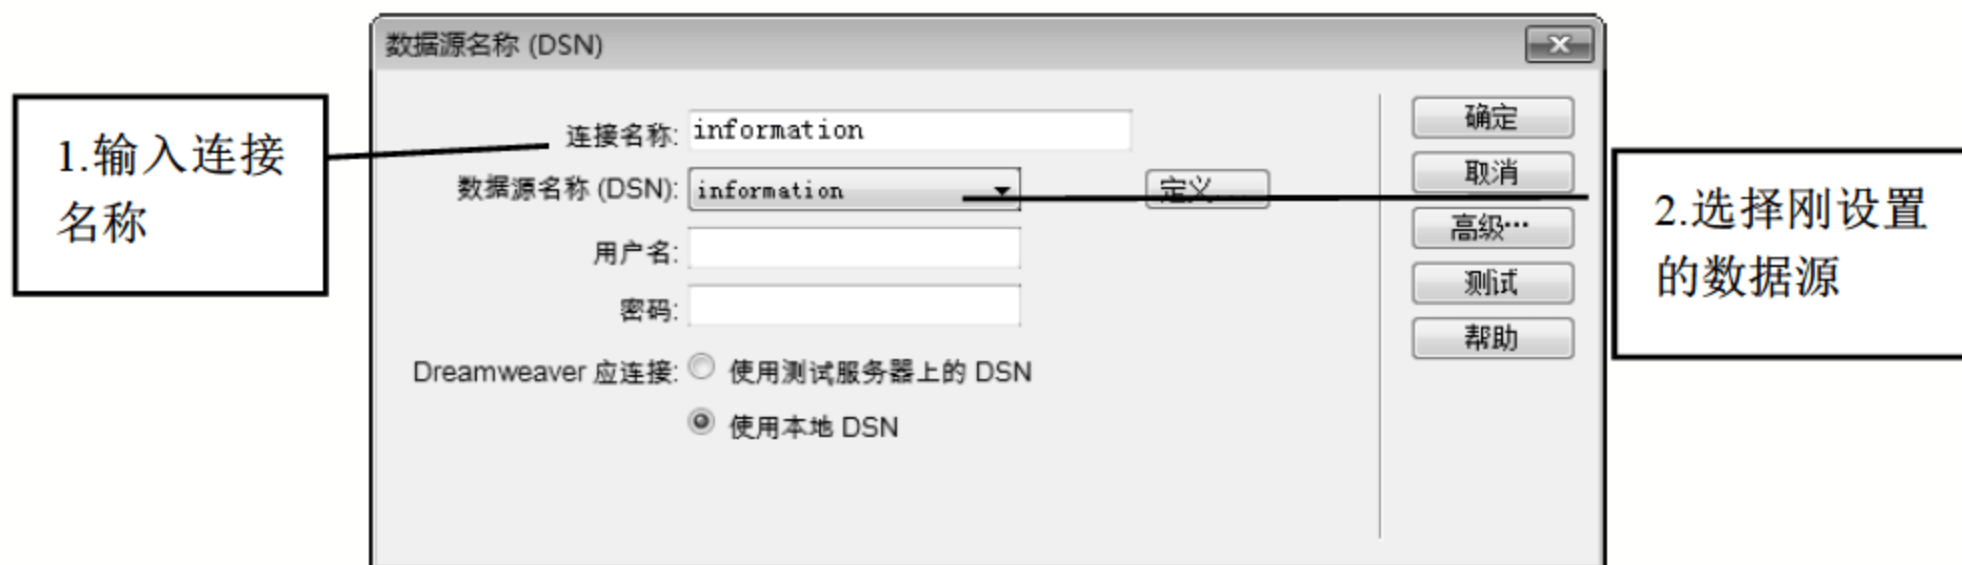 数据源名称 (DSN)
1.输入连接
名称
连接名称: information
数据源名称 (DSN): information
定义...
用户名:
密码:
Dreamweaver 应连接:
使用测试服务器上的 DSN
使用本地 DSN
确定
取消
高级…
测试
帮助
2.选择刚设置
的数据源